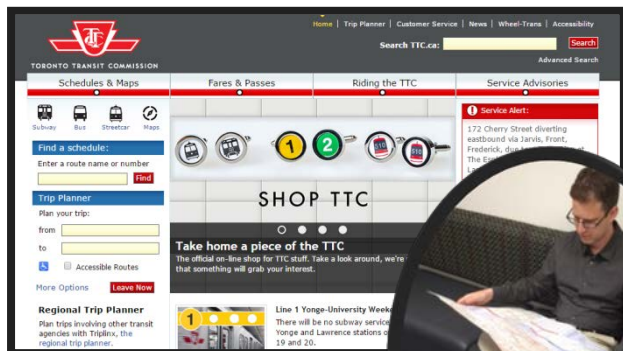 Home | Trip Planner | Customer Service | News | Wheel-Trans | Accessibility
Search TTC.ca:
Search
Advanced Search
TTC
TORONTO TRANSIT COMMISSION
Schedules & Maps
Fares & Passes
Riding the TTC
Service Advisories
Subway
Bus
Streetcar
Maps
Find a schedule:
Enter a route name or number
Find
Trip Planner
Plan your trip:
from
to
Accessible Routes
More Options
Leave Now
Regional Trip Planner
Plan trips involving other transit
agencies with Triplinx, the
regional trip planner.
1
2
SHOP TTC
Take home a piece of the TTC
The official on-line shop for TTC stuff. Take a look around, we're
that something will grab your interest.
1
Line 1 Yonge-University
There will be no subway service
Yonge and Lawrence stations
19 and 20.
! Service Alert:
172 Cherry Street diverting
eastbound via Jarvis, Front,
Frederick,
The